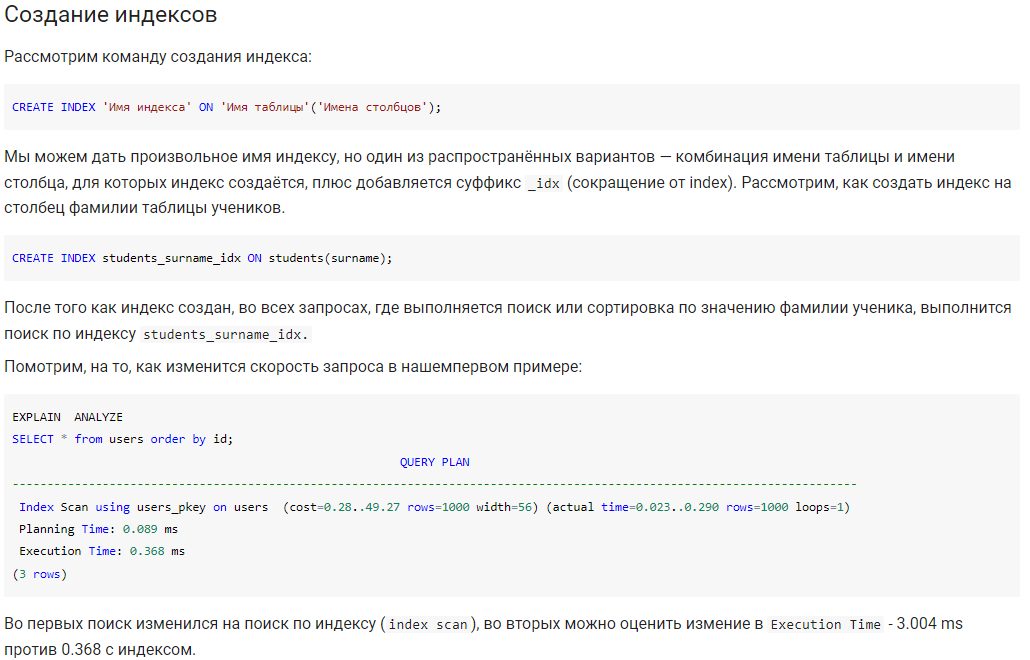 Создание индексов
Рассмотрим команду создания индекса:
CREATE INDEX 'Имя индекса' ON 'Имя таблицы'('Имена столбцов');
Мы можем дать произвольное имя индексу, но один из распространённых вариантов — комбинация имени таблицы и имени
столбца, для которых индекс создаётся, плюс добавляется суффикс _idx (сокращение от index). Рассмотрим, как создать индекс на
столбец фамилии таблицы учеников.
CREATE INDEX students_surname_idx ON students(surname);
После того как индекс создан, во всех запросах, где выполняется поиск или сортировка по значению фамилии ученика, выполнится
поиск по индексу students_surname_idx.
Помотрим, на то, как изменится скорость запроса в нашемпервом примере:
EXPLAIN  ANALYZE
SELECT * from users order by id;
QUERY PLAN
-----------------------------------------------------------------------------------------------------------------------------
Index Scan using users_pkey on users  (cost=0.28..49.27 rows=1000 width=56) (actual time=0.023..0.290 rows=1000 loops=1)
Planning Time: 0.089 ms
Execution Time: 0.368 ms
(3 rows)
Во первых поиск изменился на поиск по индексу (index scan), во вторых можно оценить измение в Execution Time - 3.004 ms
против 0.368 с индексом.